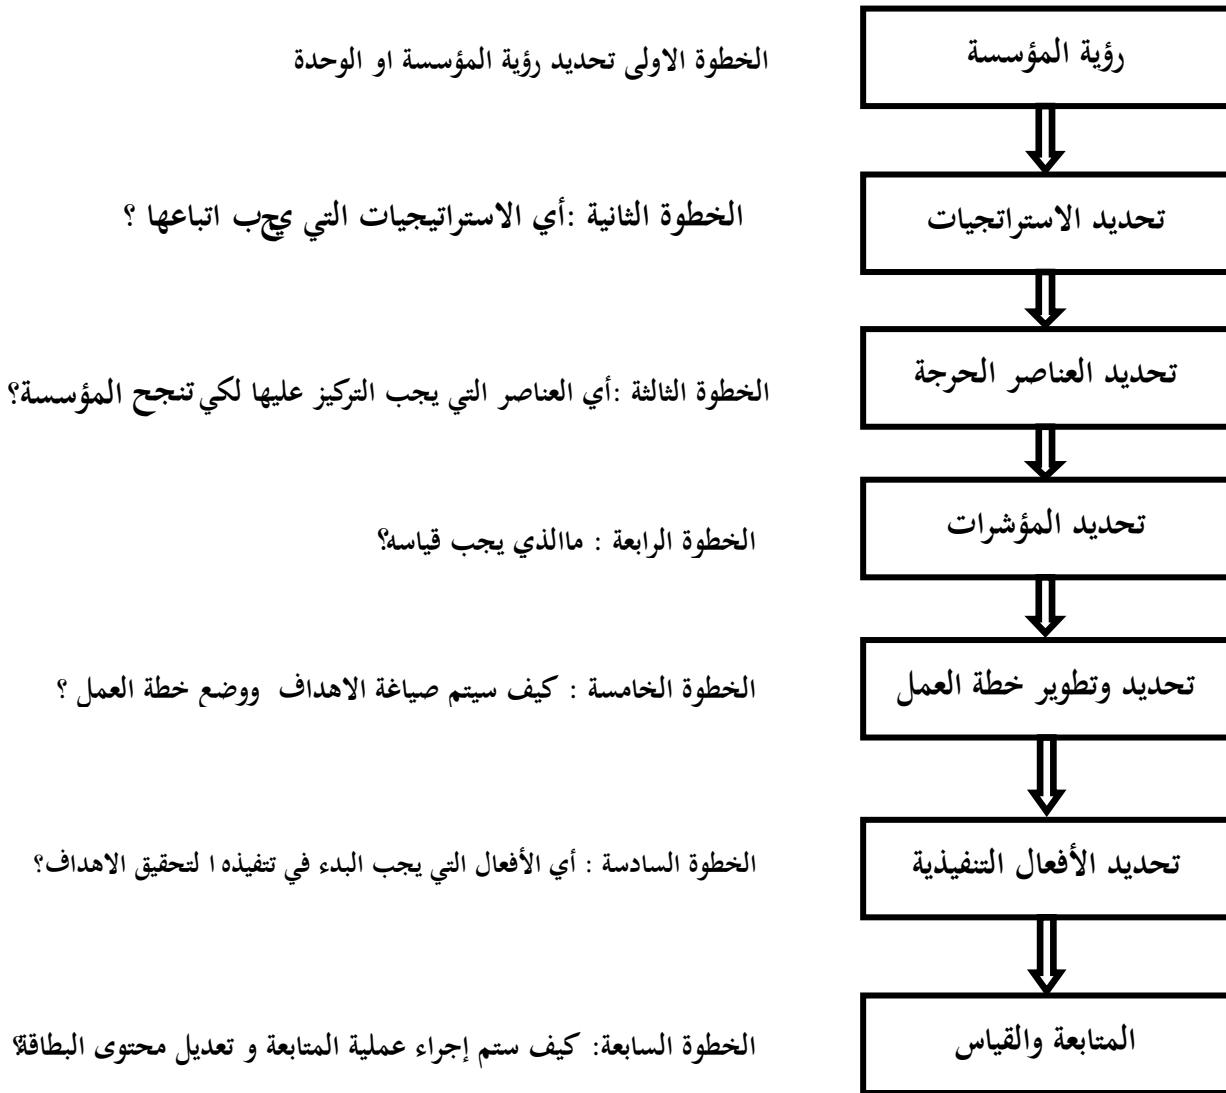 رؤية المؤسسة
الخطوة الاولى تحديد رؤية المؤسسة او الوحدة
تحديد الاستراتجيات
الخطوة الثانية :أي الاستراتيجيات التي يجب اتباعها ؟
تحديد العناصر الحرجة
الخطوة الثالثة :أي العناصر التي يجب التركيز عليها لكي تنجح المؤسسة؟
تحديد المؤشرات
الخطوة الرابعة : ماالذي يجب قياسه؟
تحديد وتطوير خطة العمل
الخطوة الخامسة : كيف سيتم صياغة الاهداف ووضع خطة العمل ؟
تحديد الأفعال التنفيذية
الخطوة السادسة : أي الأفعال التي يجب البدء في تتفيذه ا لتحقيق الاهداف؟
المتابعة والقياس
الخطوة السابعة: كيف ستم إجراء عملية المتابعة و تعديل محتوى البطاقة؟